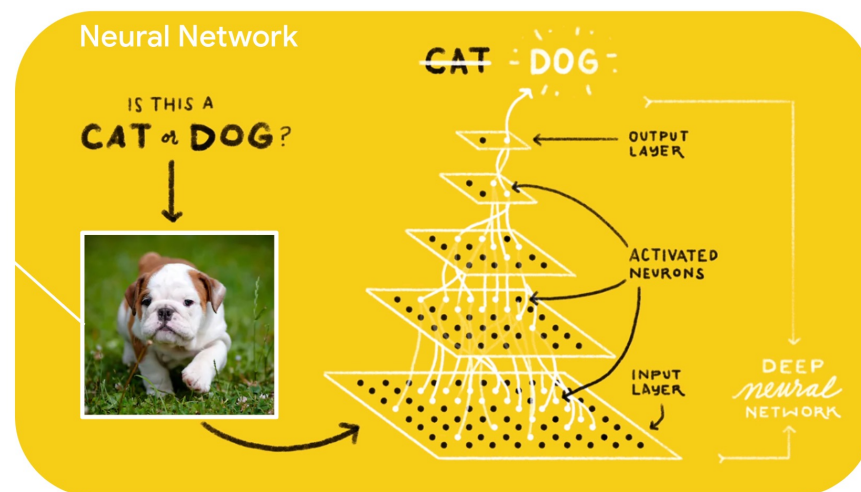 Neural Network
IS THIS A
CAT or DOG?
CAT DOG
OUTPUT
LAYER
ACTIVATED
NEURONS
INPUT
LAYER
DEEP
neural
NETWORK